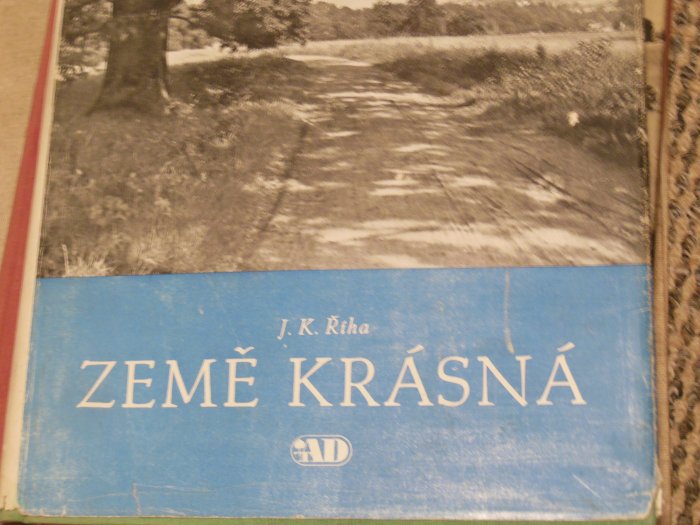 J. K. Říha
ZEMĚ KRÁSNÁ
AD